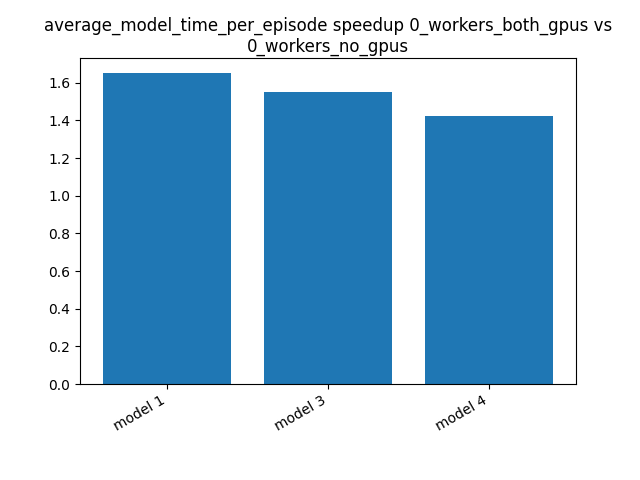 average_model_time_per_episode speedup 0_workers_both_gpus vs
0_workers_no_gpus
1.6
1.4
1.2
1.0
0.8
0.6
0.4
0.2
0.0
model 1
model 3
model 4